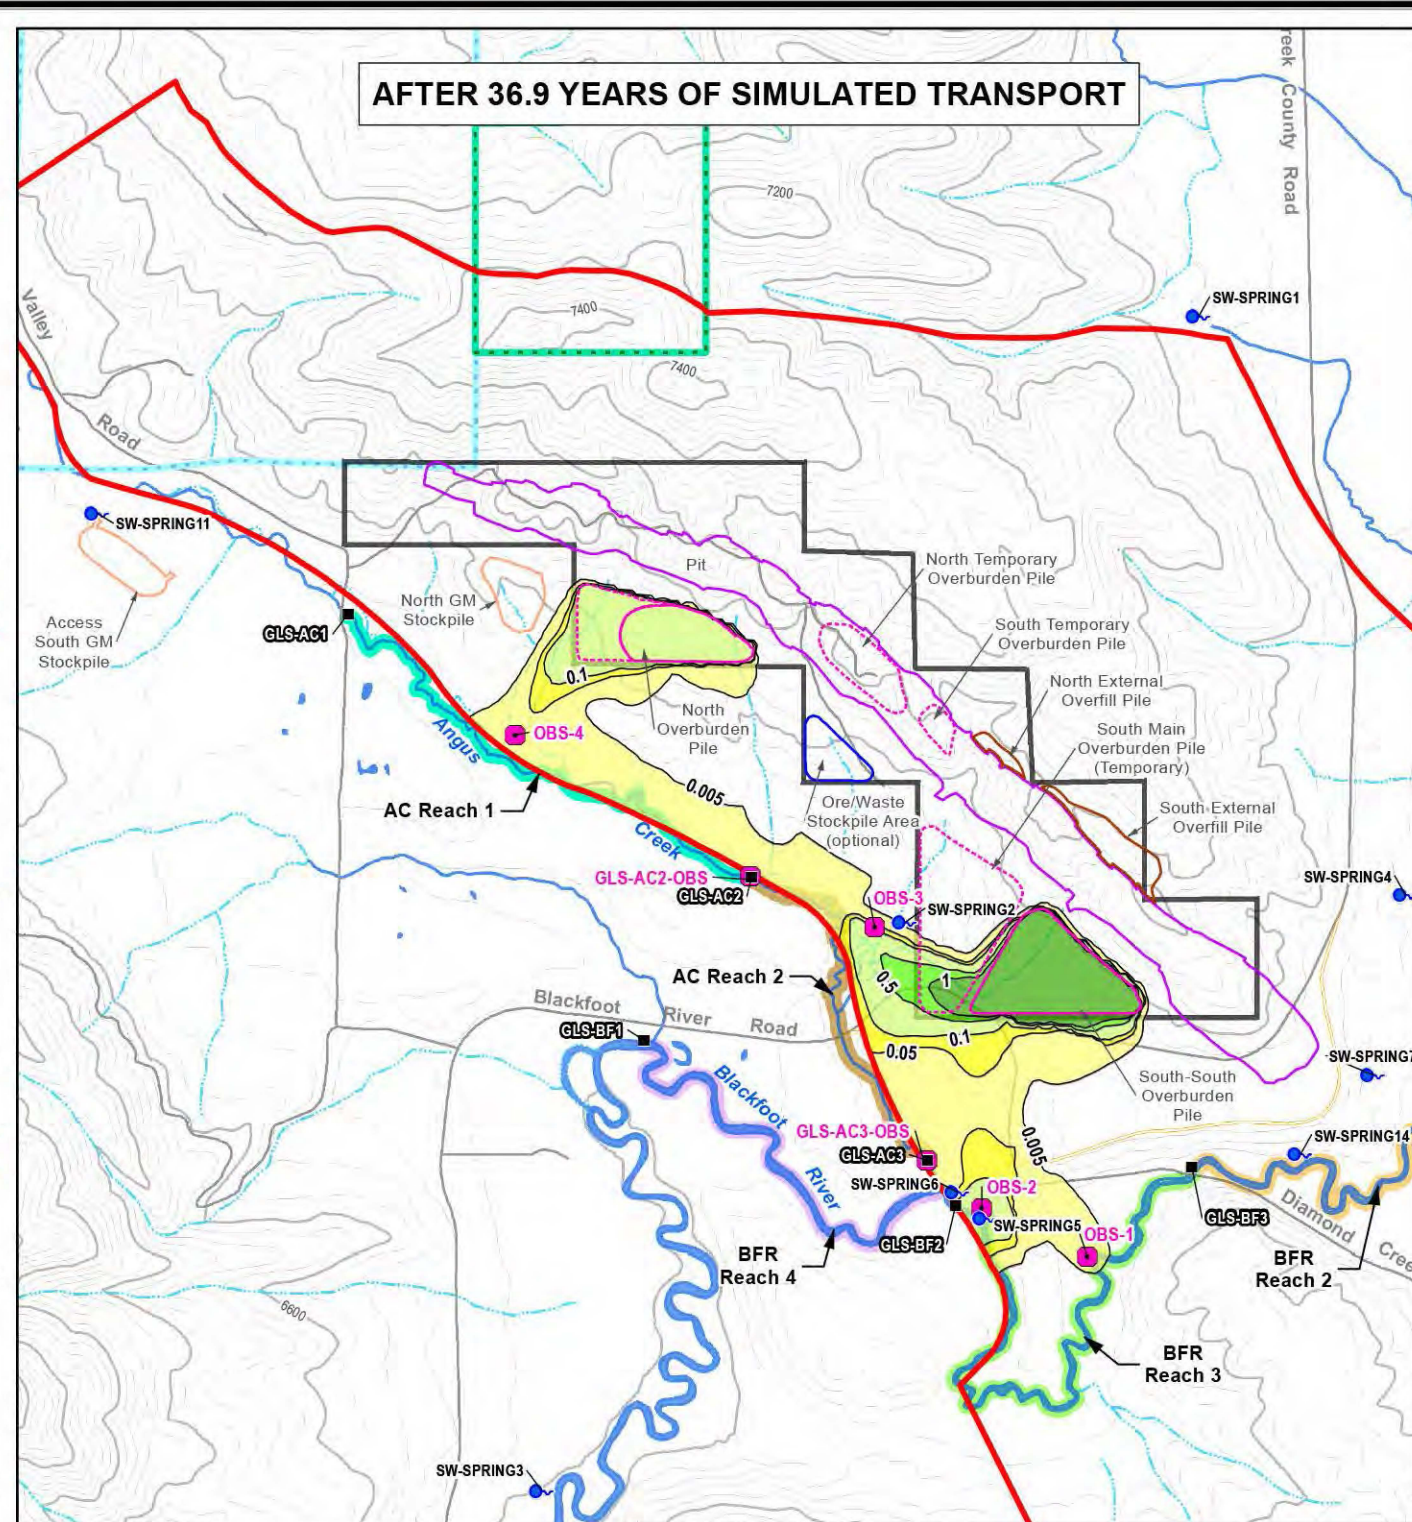 AFTER 36.9 YEARS OF SIMULATED TRANSPORT
reek County Road
7200
SW-SPRING1
7400
Valley
7400
Road
SW-SPRING11
Pit
North Temporary
Overburden Pile
North GM
Stockpile
Access
South GM
Stockpile
GLS-AC1
South Temporary
Overburden Pile
North External
Overfill Pile
0.1
North
Overburden
Pile
OBS-4
Angus
South Main
Overburden Pile
(Temporary)
0.005
AC Reach 1
Ore/Waste
Stockpile Area
(optional)
South External
Overfill Pile
Creek
GLS-AC2-OBS
GLS-AC2
SW-SPRING4
OBS-3
SW-SPRING2
AC Reach 2
0.5
1
Blackfoot River Road
GLS-BF1
0.1
0.05
SW-SPRING7
Blackfoot
South-South
Overburden
Pile
GLS-AC3-OBS
GLS-AC3
0.005
SW-SPRING14
SW-SPRING6
River
OBS-2
SW-SPRING5
GLS-BF3
GLS-BF2
OBS-1
Diamond Cree
BFR
Reach 4
BFR
Reach 2
6600
BFR
Reach 3
SW-SPRING3